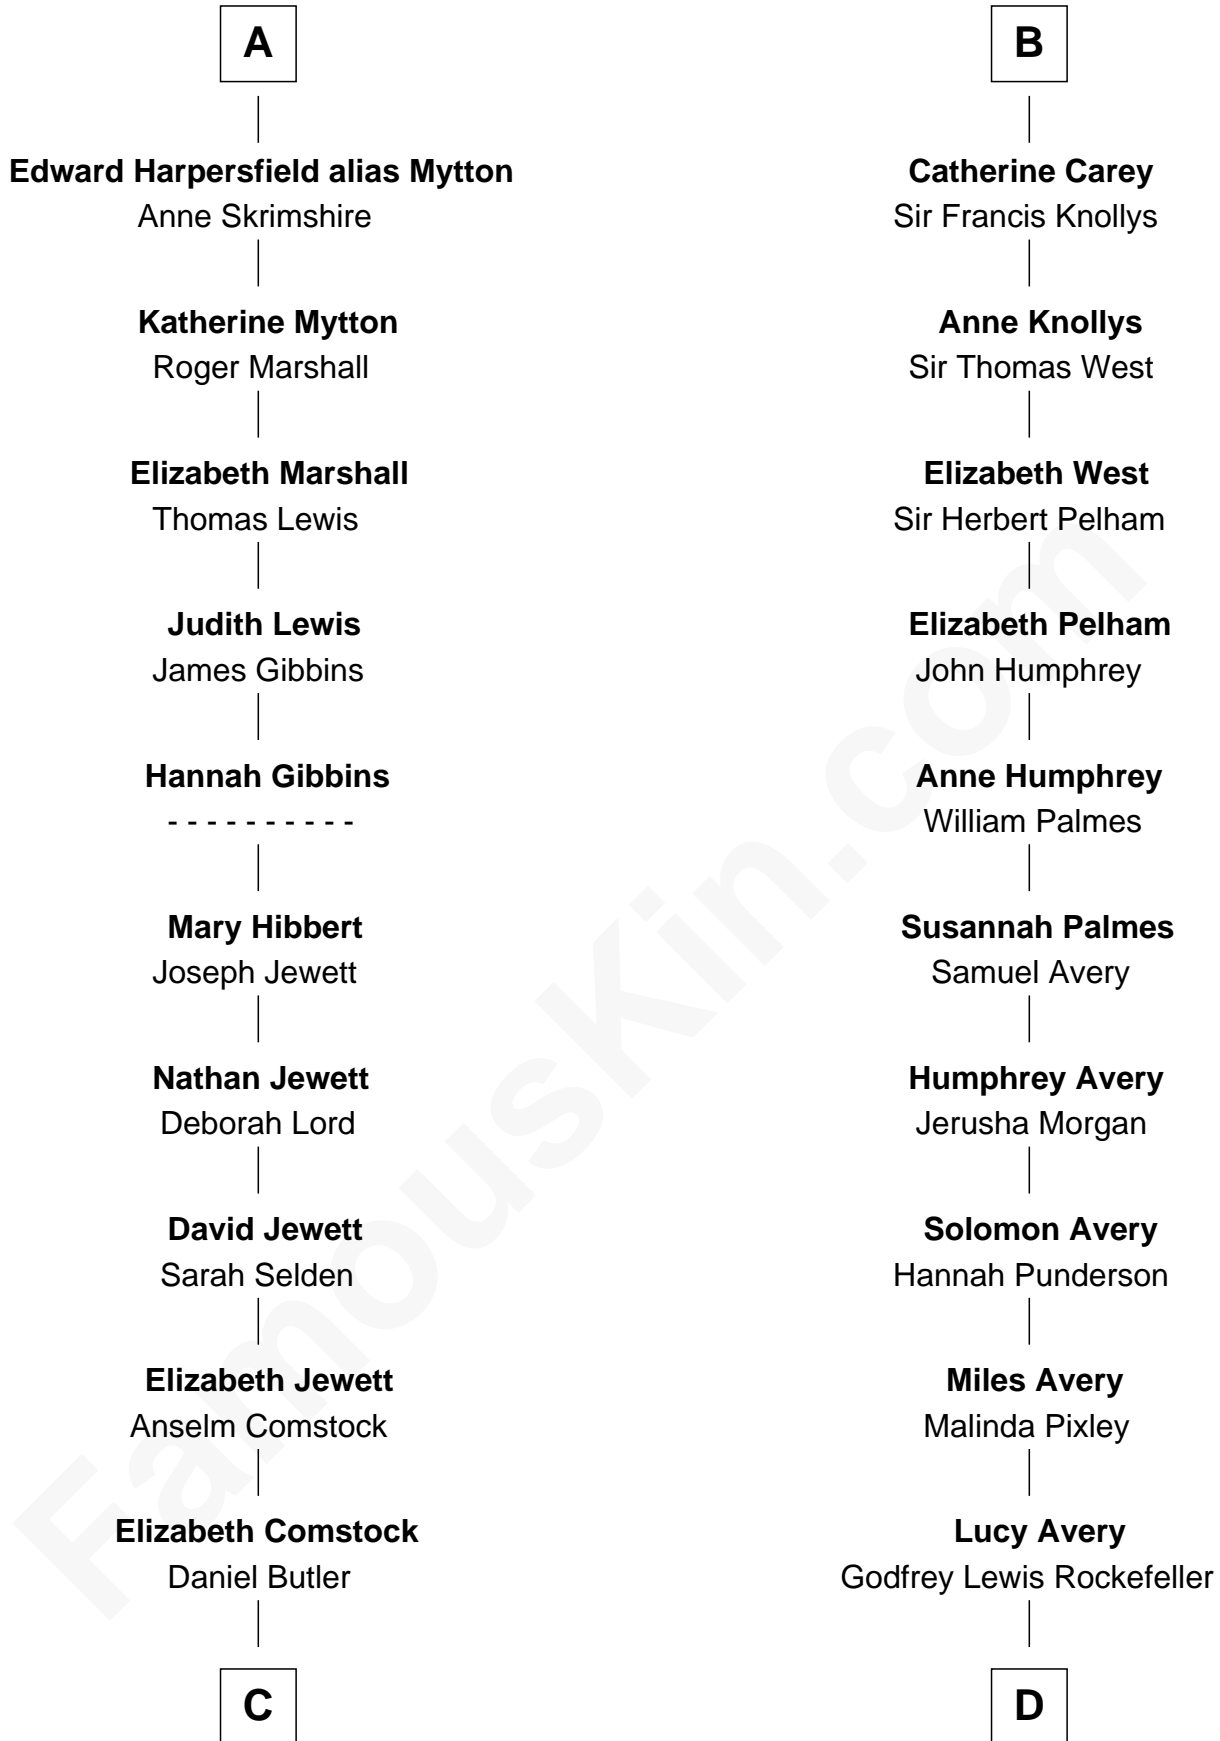 A
Edward Harpersfield alias Mytton
Anne Skrimshire
Katherine Mytton
Roger Marshall
Elizabeth Marshall
Thomas Lewis
Judith Lewis
James Gibbins
Hannah Gibbins
- - - - - - - - - -
Mary Hibbert
Joseph Jewett
Nathan Jewett
Deborah Lord
David Jewett
Sarah Selden
Elizabeth Jewett
Anselm Comstock
Elizabeth Comstock
Daniel Butler
C
B
Catherine Carey
Sir Francis Knollys
Anne Knollys
Sir Thomas West
Elizabeth West
Sir Herbert Pelham
Elizabeth Pelham
John Humphrey
Anne Humphrey
William Palmes
Susannah Palmes
Samuel Avery
Humphrey Avery
Jerusha Morgan
Solomon Avery
Hannah Punderson
Miles Avery
Malinda Pixley
Lucy Avery
Godfrey Lewis Rockefeller
D
FamousKin.com